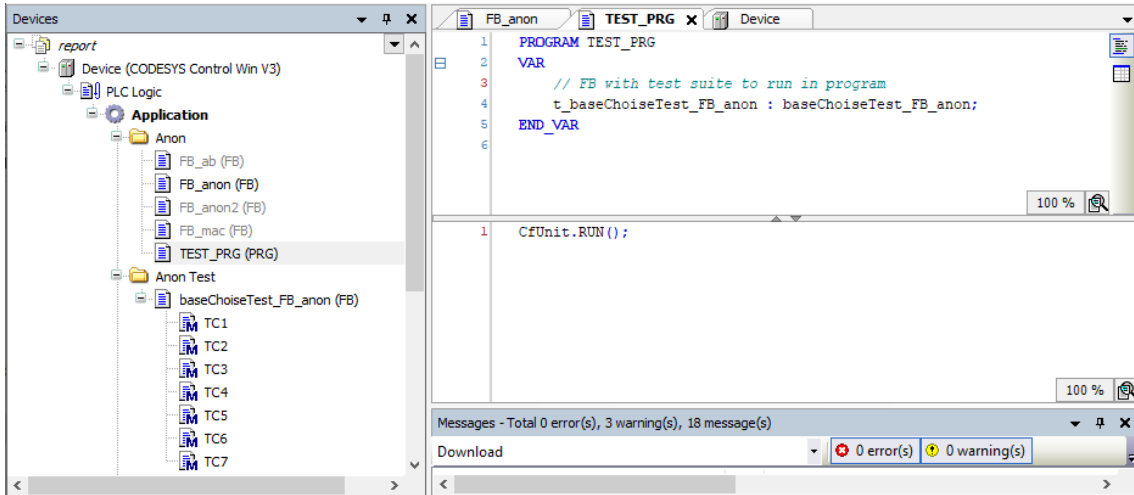 Devices
report
Device (CODESYS Control Win V3)
PLC Logic
Application
Anon
FB_ab (FB)
FB_anon (FB)
FB_anon2 (FB)
FB_mac (FB)
TEST_PRG (PRG)
Anon Test
baseChoiseTest_FB_anon (FB)
TC1
TC2
TC3
TC4
TC5
TC6
TC7
FB_anon TEST_PRG Device
1 PROGRAM TEST_PRG
2 VAR
3 // FB with test suite to run in program
4 t_baseChoiseTest_FB_anon : baseChoiseTest_FB_anon;
5 END_VAR
6
100 %
1 CfUnit.RUN();
100 %
Messages - Total 0 error(s), 3 warning(s), 18 message(s)
Download 0 error(s) 0 warning(s)